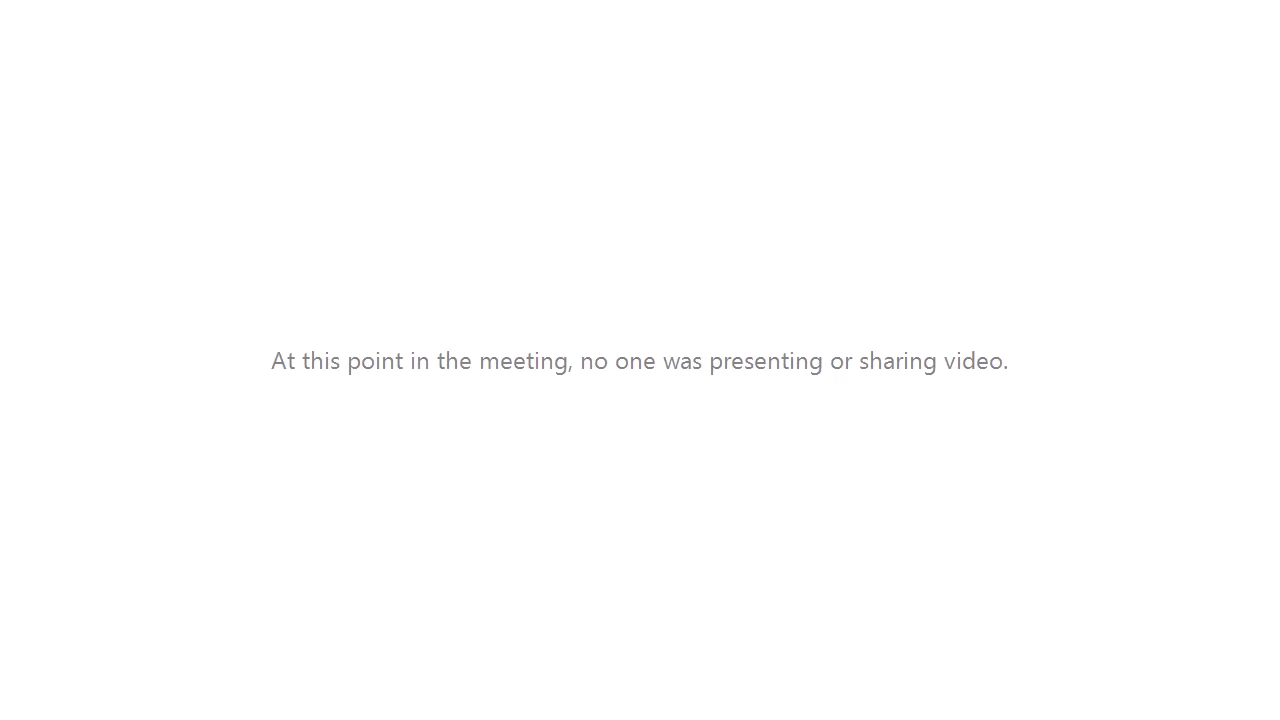 At this point in the meeting, no one was presenting or sharing video.